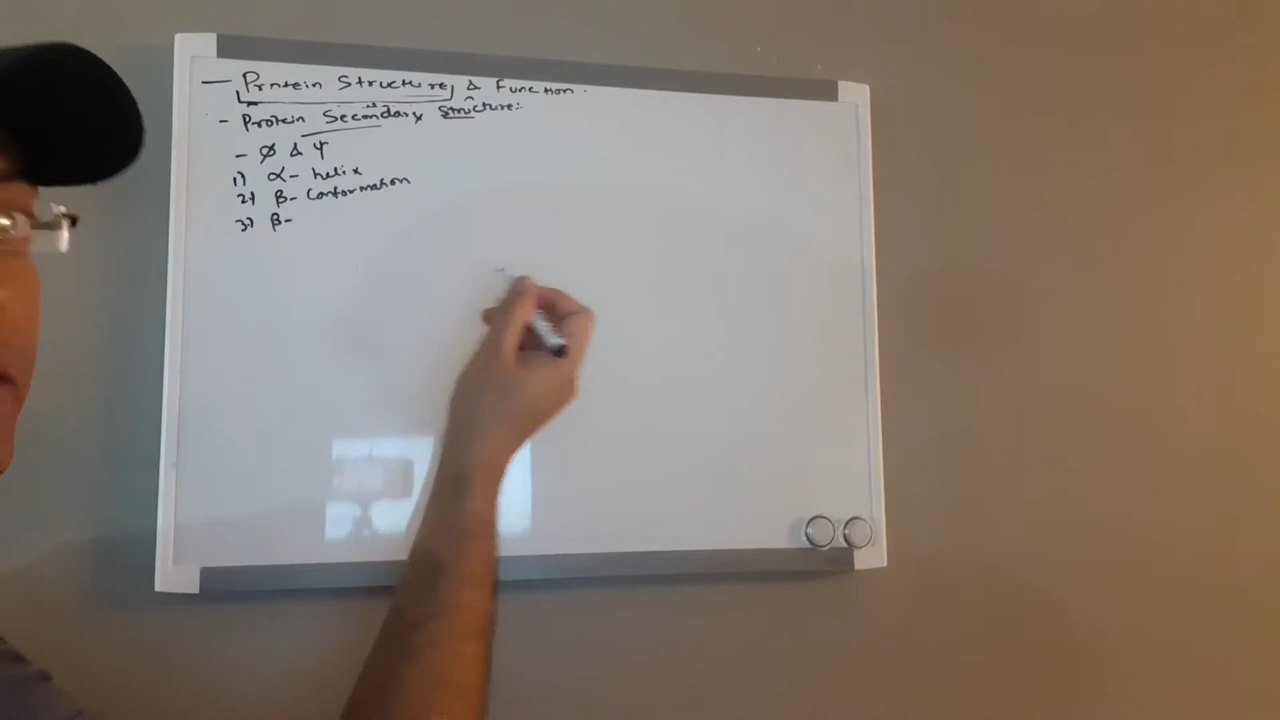 — Protein Structure & Function.
- Protein Secondary Structure:
- φ & ψ
1) α- helix
2) β- Conformation
3) β-